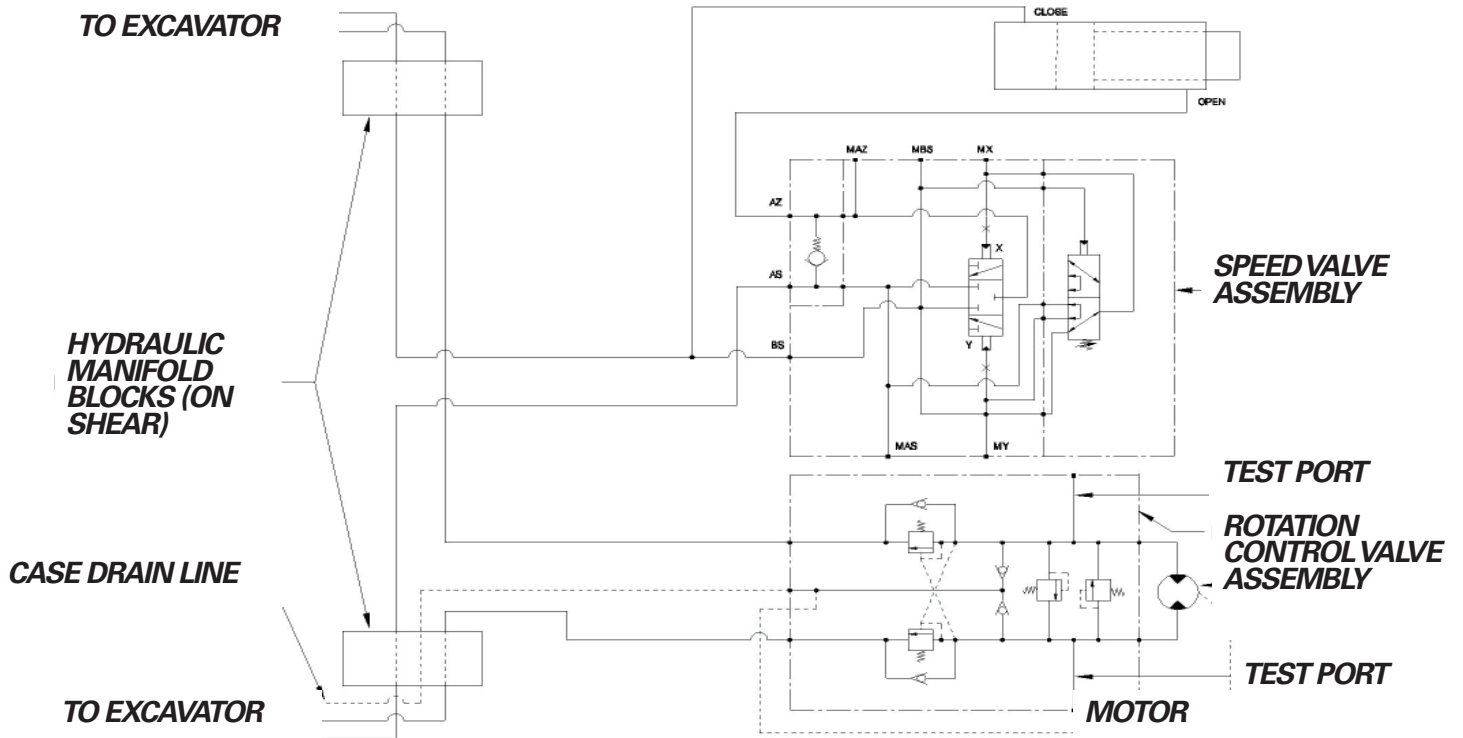 TO EXCAVATOR
CLOSE
OPEN
MAZ
MBS
MX
AZ
X
SPEED VALVE
ASSEMBLY
AS
HYDRAULIC
MANIFOLD
BLOCKS (ON
SHEAR)
BS
Y
MAS
MY
TEST PORT
ROTATION
CONTROL VALVE
ASSEMBLY
CASE DRAIN LINE
TEST PORT
TO EXCAVATOR
MOTOR